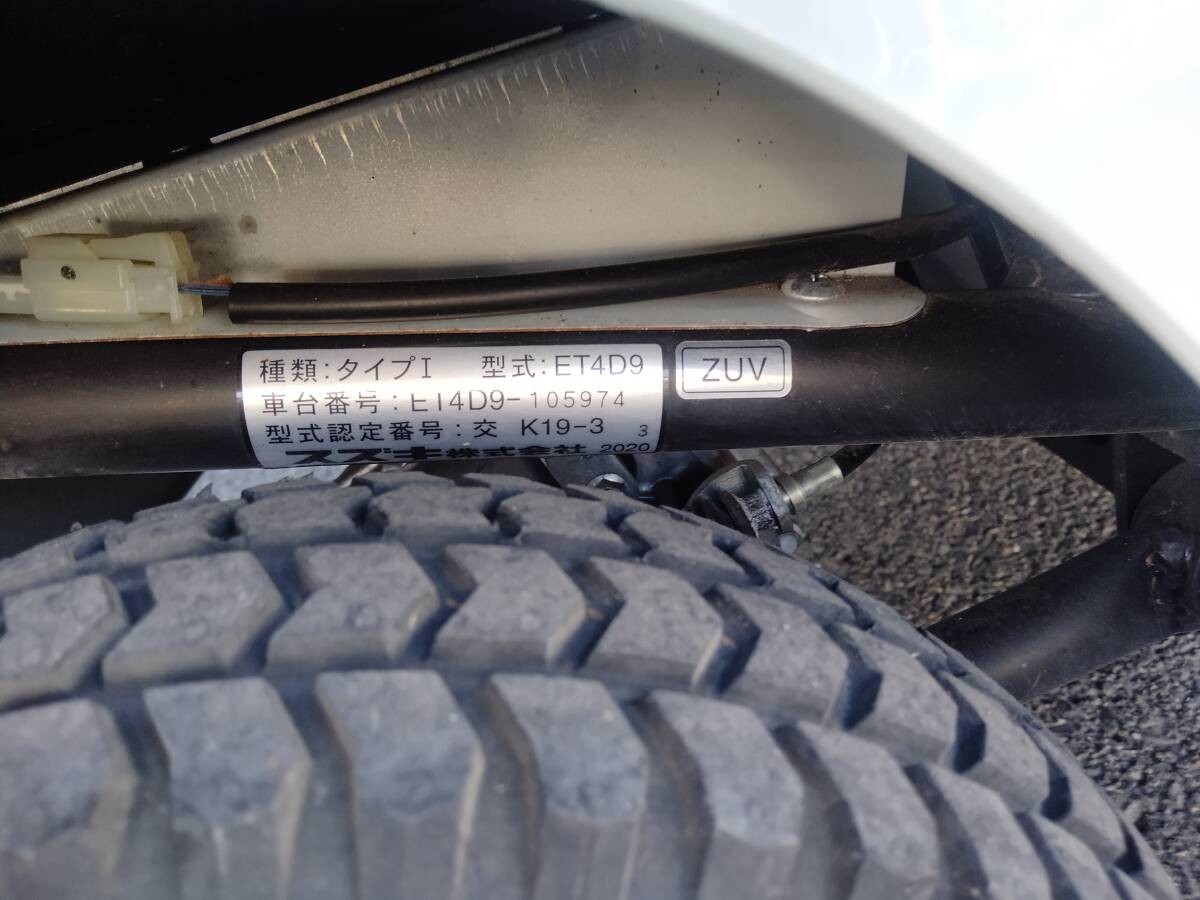 種類:タイプI 型式:ET4D9
車台番号:ET4D9-105974
型式認定番号:交 K19-3 3
スズキ株式会社 2020
ZUV